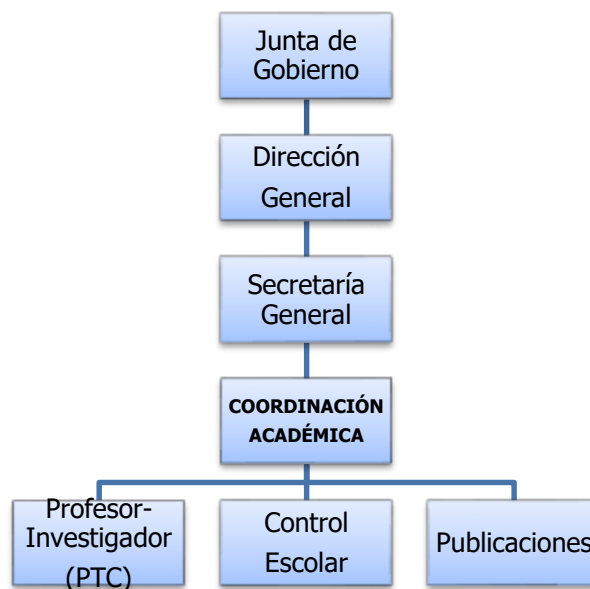 Junta de
Gobierno
Dirección
General
Secretaría
General
COORDINACIÓN
ACADÉMICA
Profesor-
Investigador
(PTC)
Control
Escolar
Publicaciones